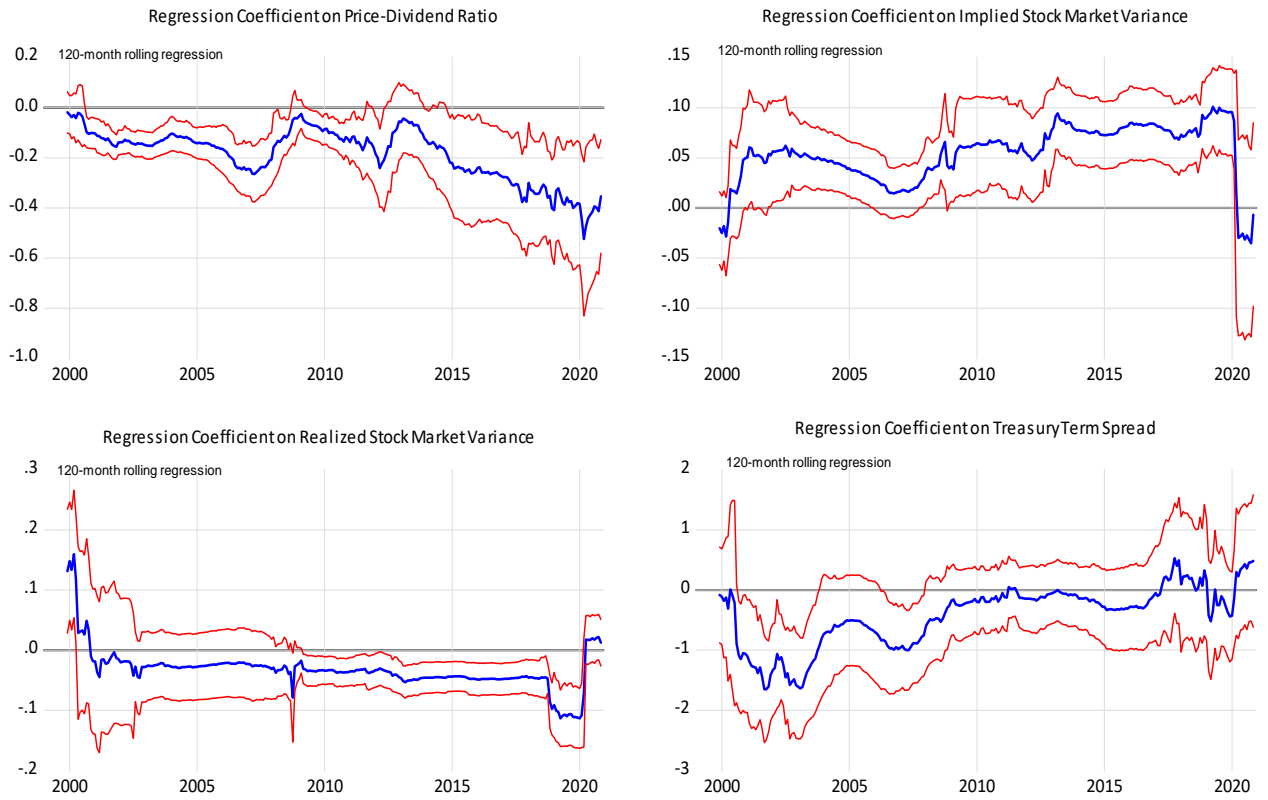 Regression Coefficient on Price-Dividend Ratio
120-month rolling regression
0.2
0.0
-0.2
-0.4
-0.6
-0.8
-1.0
2000 2005 2010 2015 2020
Regression Coefficient on Implied Stock Market Variance
120-month rolling regression
.15
.10
.05
.00
-.05
-.10
-.15
2000 2005 2010 2015 2020
Regression Coefficient on Realized Stock Market Variance
120-month rolling regression
.3
.2
.1
.0
-.1
-.2
2000 2005 2010 2015 2020
Regression Coefficient on Treasury Term Spread
120-month rolling regression
2
1
0
-1
-2
-3
2000 2005 2010 2015 2020